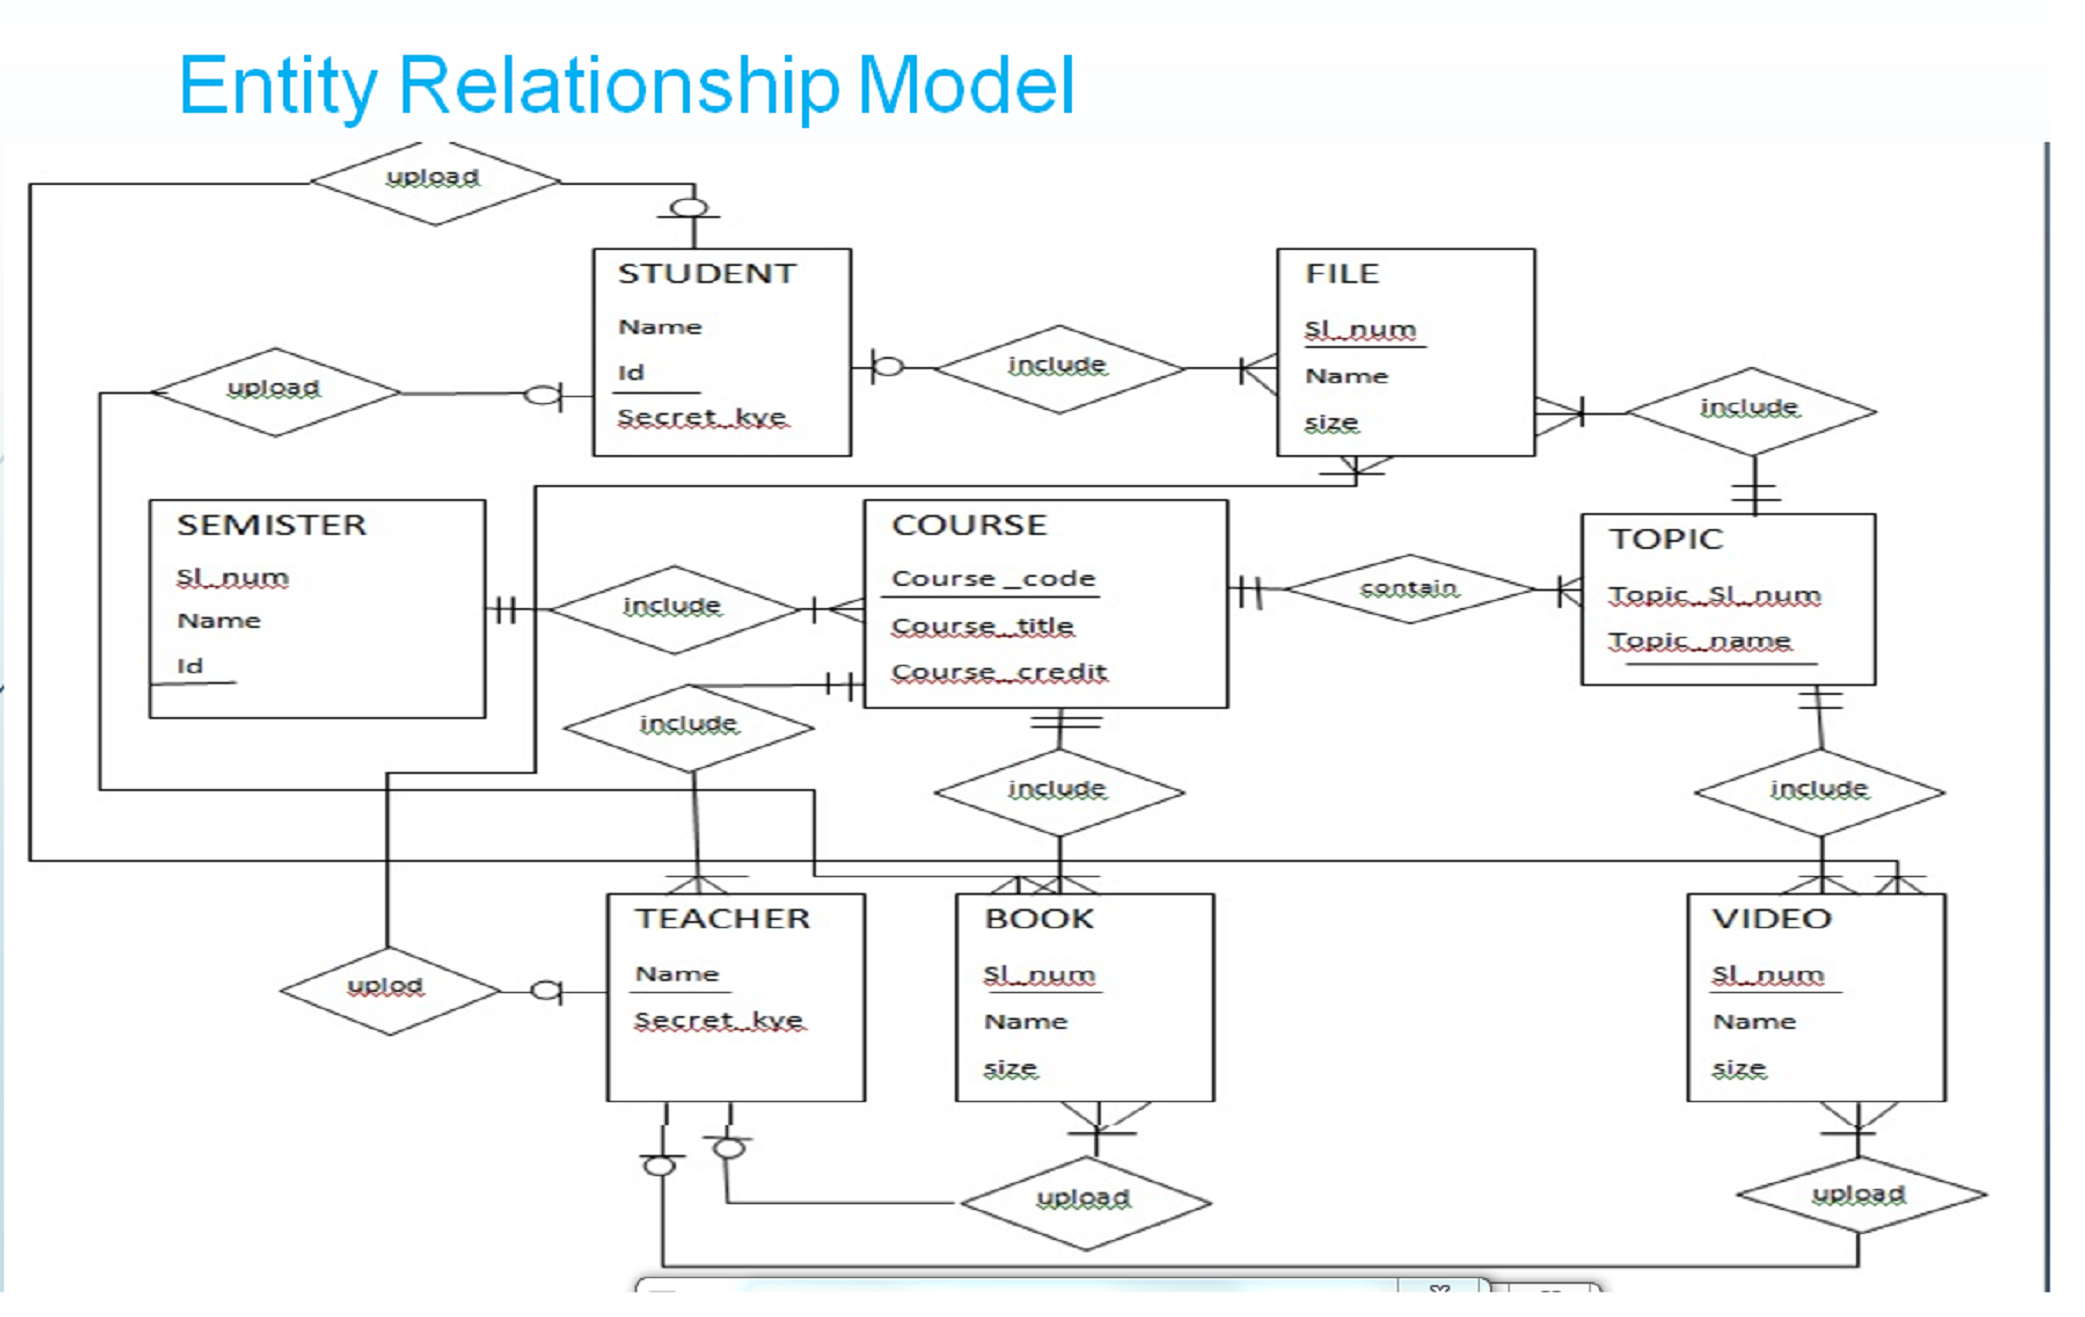 Entity Relationship Model
upload
STUDENT
Name
Id
Secret_kye
upload
include
FILE
Sl_num
Name
size
include
SEMISTER
Sl_num
Name
Id
include
COURSE
Course _code
Course_title
Course_credit
contain
TOPIC
Topic_Sl_num
Topic_name
include
include
include
uplod
TEACHER
Name
Secret_kye
BOOK
Sl_num
Name
size
VIDEO
Sl_num
Name
size
upload
upload